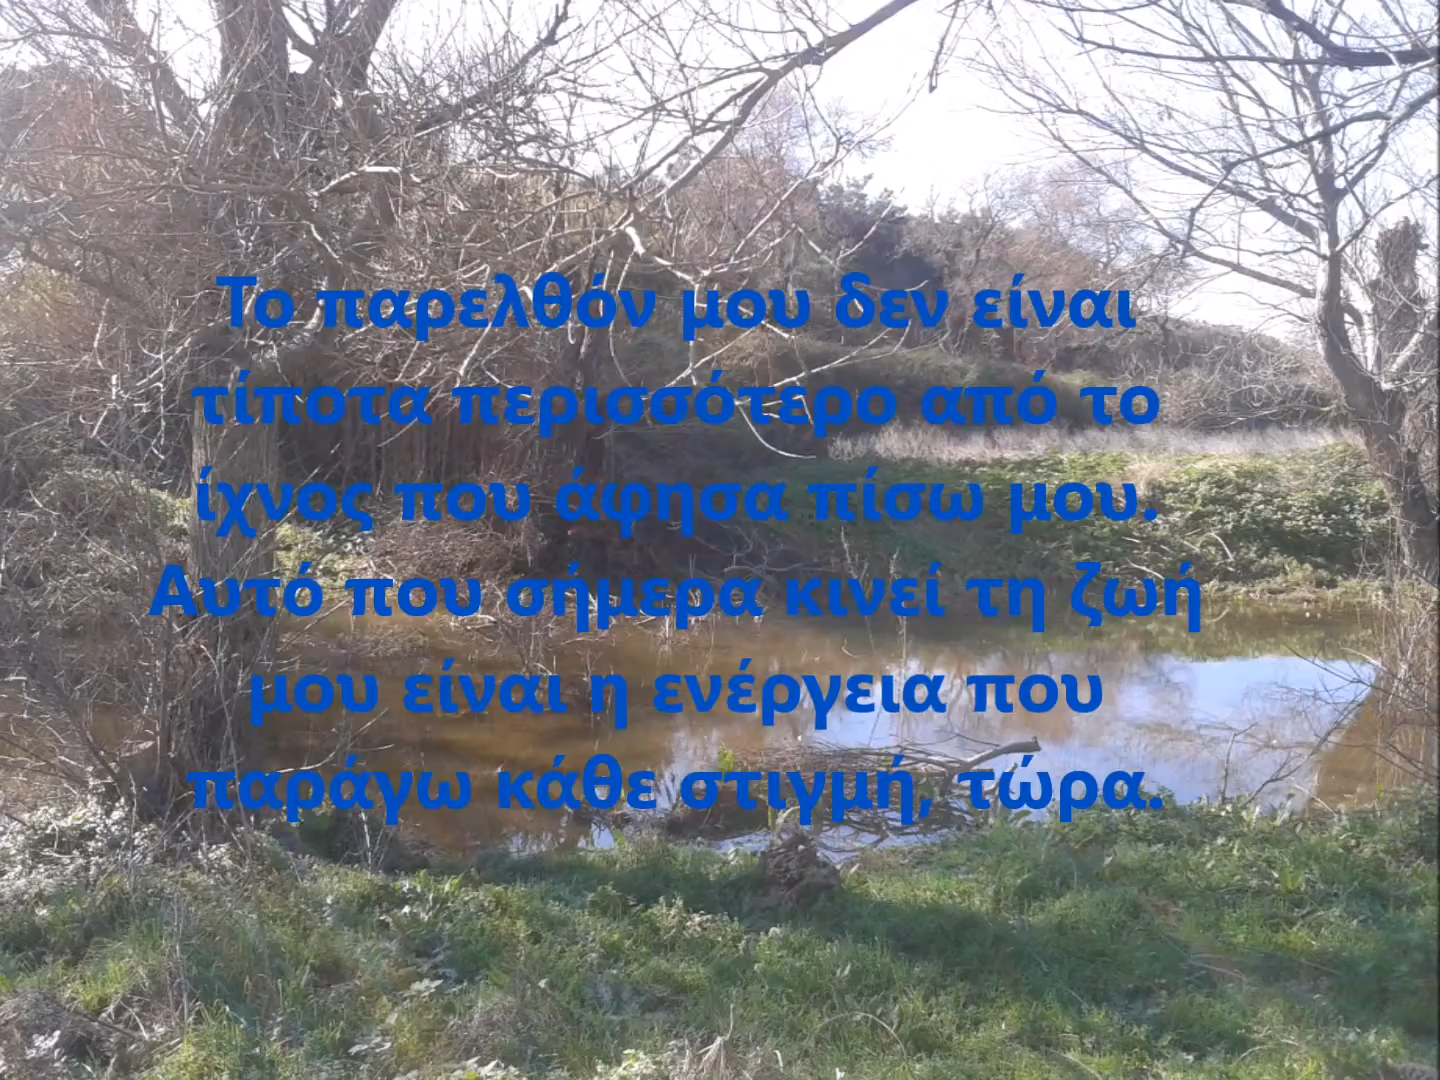 Το παρελθόν μου δεν είναι
τίποτα περισσότερο από το
ίχνος που άφησα πίσω μου.
Αυτό που σήμερα κινεί τη ζωή
μου είναι η ενέργεια που
παράγω κάθε στιγμή, τώρα.